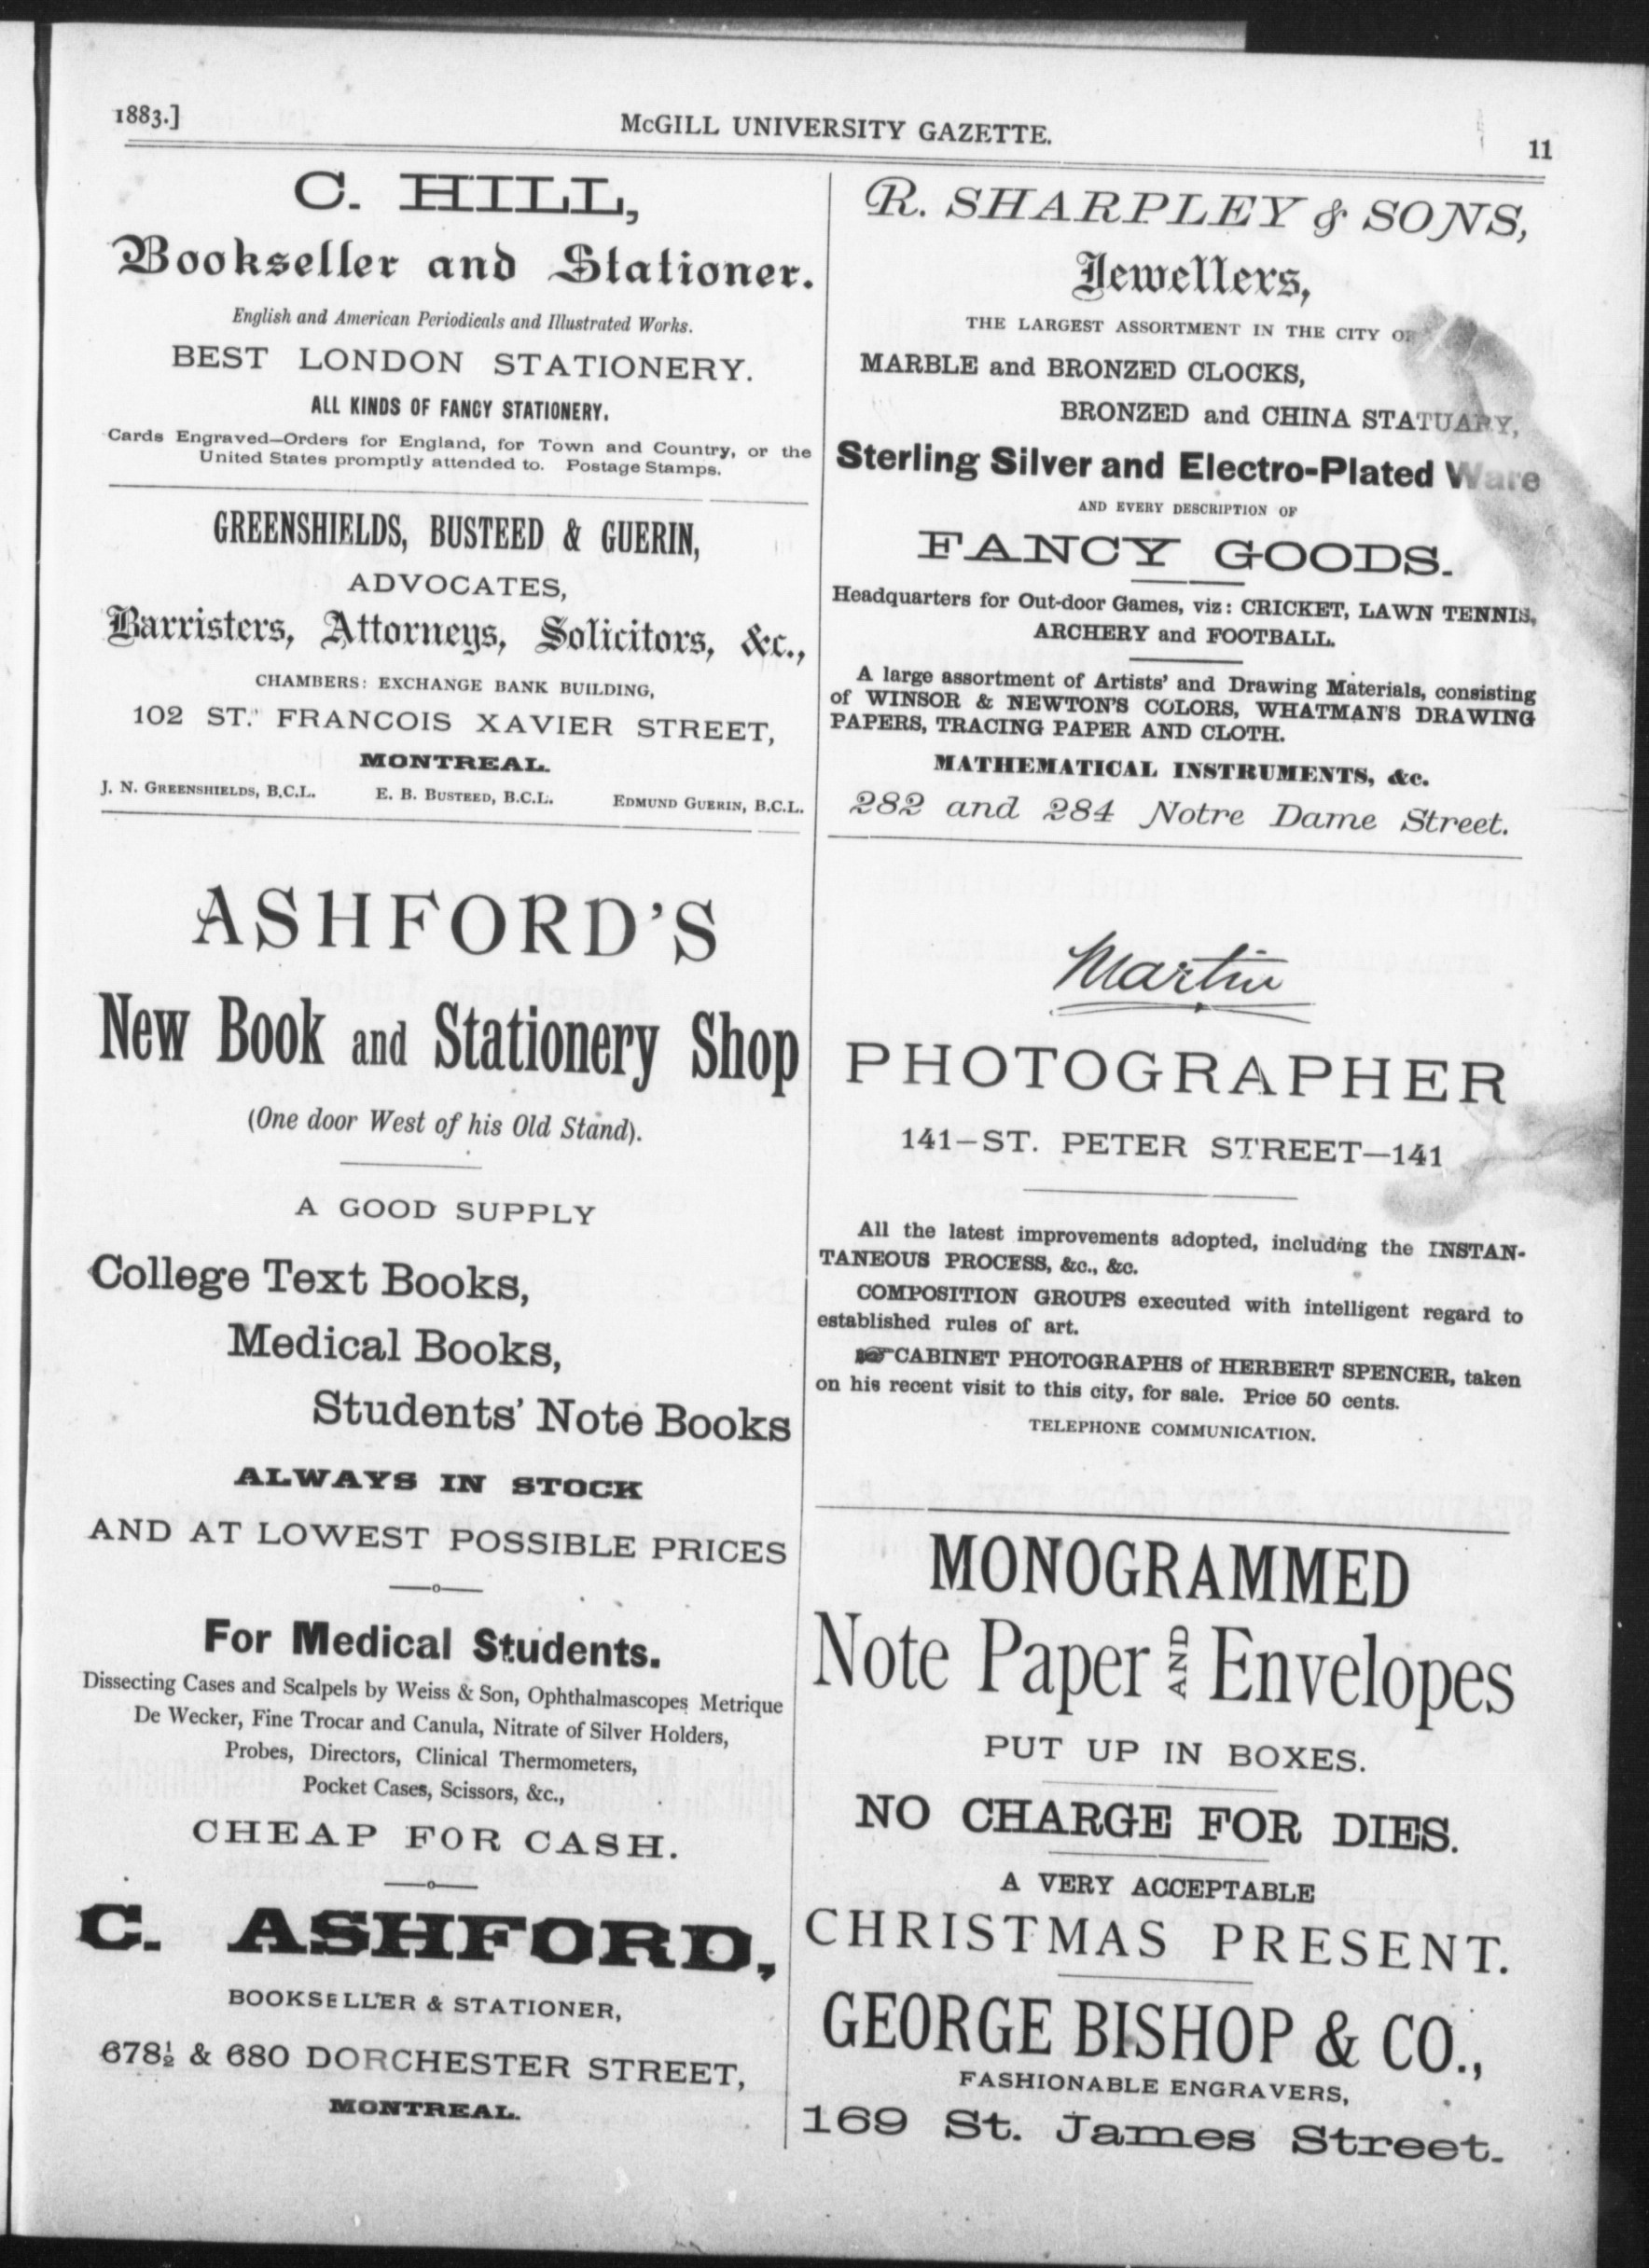 1883.]
McGILL UNIVERSITY GAZETTE.
11
C. HILL,
Bookseller and Stationer.
English and American Periodicals and Illustrated Works.
BEST LONDON STATIONERY.
ALL KINDS OF FANCY STATIONERY.
Cards Engraved—Orders for England, for Town and Country, or the
United States promptly attended to. Postage Stamps.
GREENSHIELDS, BUSTEED & GUERIN,
ADVOCATES,
Barristers, Attorneys, Solicitors, &c.,
CHAMBERS: EXCHANGE BANK BUILDING,
102 ST. FRANCOIS XAVIER STREET,
MONTREAL.
J. N. GREENSHIELDS, B.C.L. E. B. BUSTEED, B.C.L. EDMUND GUERIN, B.C.L.
ASHFORD'S
New Book and Stationery Shop
(One door West of his Old Stand).
A GOOD SUPPLY
College Text Books,
Medical Books,
Students' Note Books
ALWAYS IN STOCK
AND AT LOWEST POSSIBLE PRICES
For Medical Students.
Dissecting Cases and Scalpels by Weiss & Son, Ophthalmascopes Metrique
De Wecker, Fine Trocar and Canula, Nitrate of Silver Holders,
Probes, Directors, Clinical Thermometers,
Pocket Cases, Scissors, &c.,
CHEAP FOR CASH.
C. ASHFORD,
BOOKSELLER & STATIONER,
678½ & 680 DORCHESTER STREET,
MONTREAL.
R. SHARPLEY & SONS,
Jewellers,
THE LARGEST ASSORTMENT IN THE CITY OF
MARBLE and BRONZED CLOCKS,
BRONZED and CHINA STATUARY,
Sterling Silver and Electro-Plated Ware
AND EVERY DESCRIPTION OF
FANCY GOODS.
Headquarters for Out-door Games, viz: CRICKET, LAWN TENNIS,
ARCHERY and FOOTBALL.
A large assortment of Artists' and Drawing Materials, consisting
of WINSOR & NEWTON'S COLORS, WHATMAN'S DRAWING
PAPERS, TRACING PAPER AND CLOTH.
MATHEMATICAL INSTRUMENTS, &c.
282 and 284 Notre Dame Street.
Martin
PHOTOGRAPHER
141—ST. PETER STREET—141
All the latest improvements adopted, including the INSTAN-
TANEOUS PROCESS, &c., &c.
COMPOSITION GROUPS executed with intelligent regard to
established rules of art.
☞CABINET PHOTOGRAPHS of HERBERT SPENCER, taken
on his recent visit to this city, for sale. Price 50 cents.
TELEPHONE COMMUNICATION.
MONOGRAMMED
Note Paper AND Envelopes
PUT UP IN BOXES.
NO CHARGE FOR DIES.
A VERY ACCEPTABLE
CHRISTMAS PRESENT.
GEORGE BISHOP & CO.,
FASHIONABLE ENGRAVERS,
169 St. James Street.